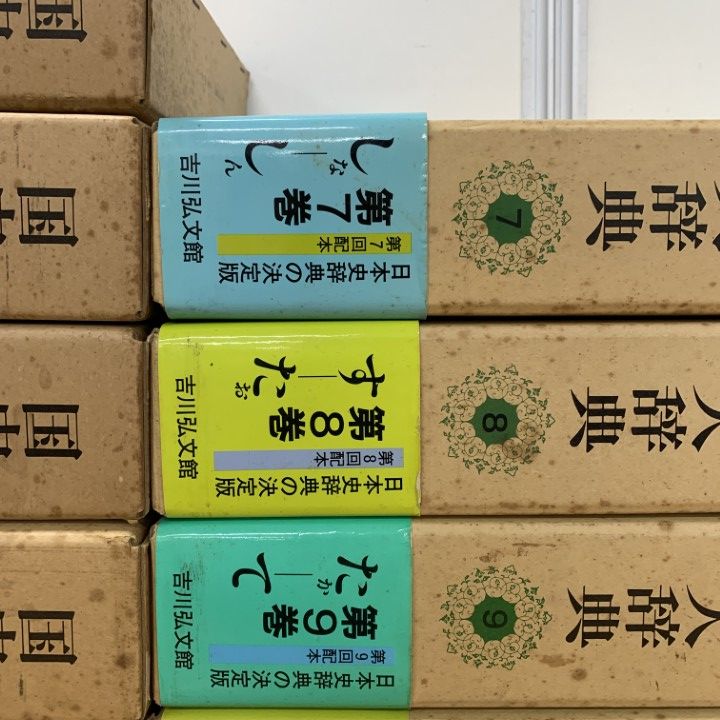 大辞典
7
し(な)―しん
第7巻
第7回配本
日本史辞典の決定版
吉川弘文館
国史
大辞典
8
す―た(お)
第8巻
第8回配本
日本史辞典の決定版
吉川弘文館
国
大辞典
9
た(か)―て
第9巻
第9回配本
日本史辞典の決定版
吉川弘文館
国史
国